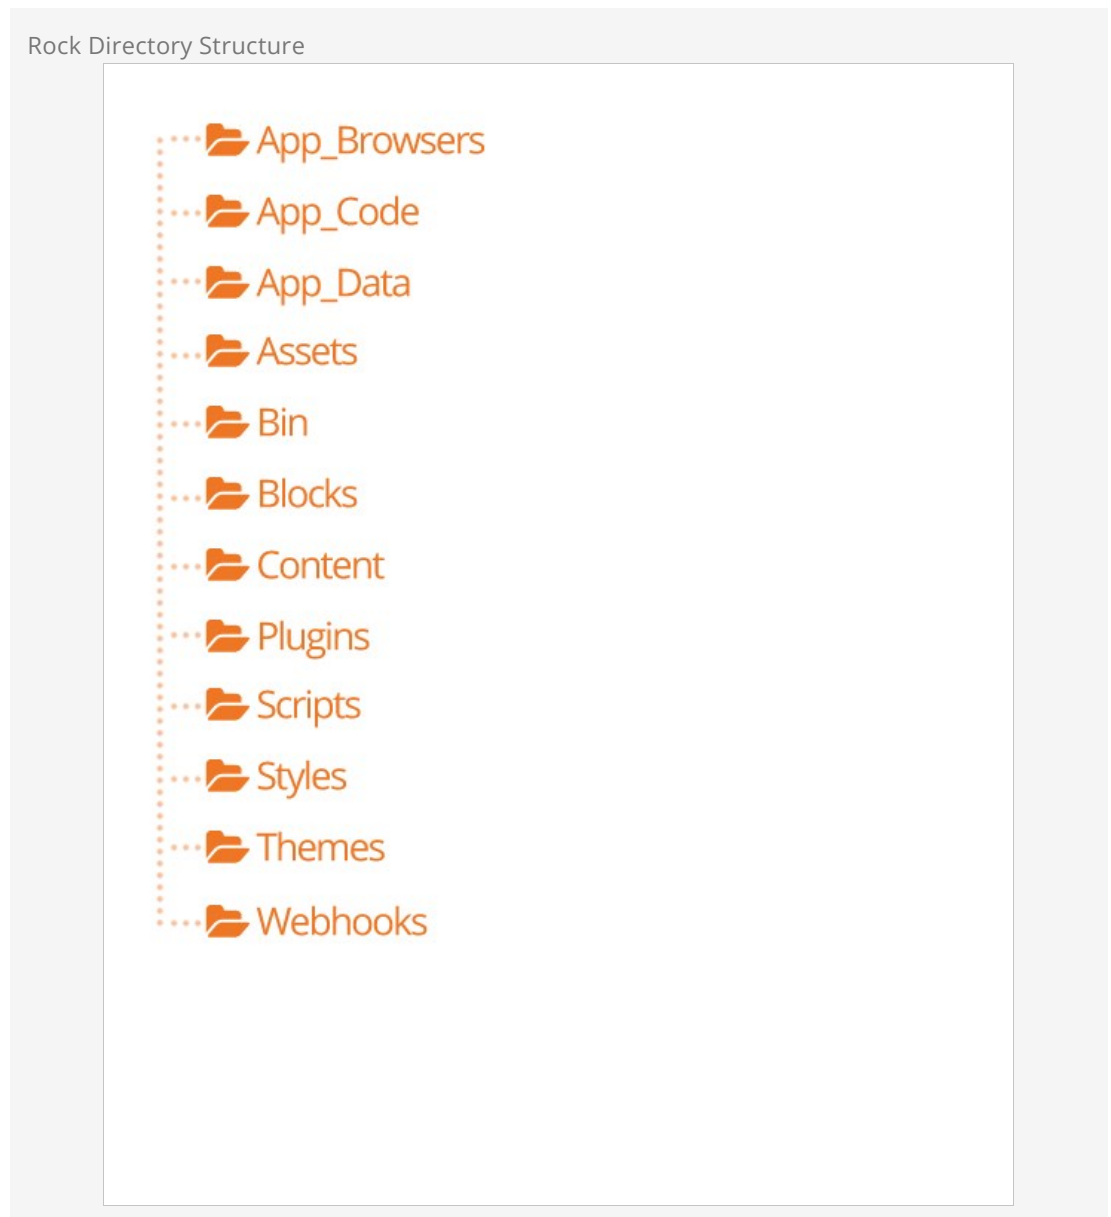 Rock Directory Structure
App_Browsers
App_Code
App_Data
Assets
Bin
Blocks
Content
Plugins
Scripts
Styles
Themes
Webhooks